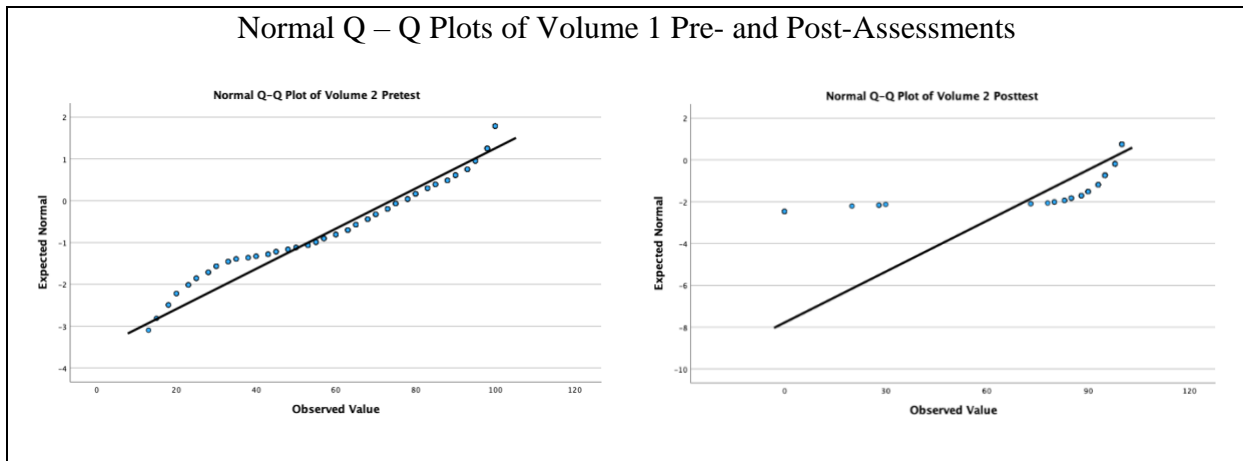 Normal Q – Q Plots of Volume 1 Pre- and Post-Assessments
Normal Q-Q Plot of Volume 2 Pretest
2
1
0
-1
-2
-3
-4
Expected Normal
0 20 40 60 80 100 120
Observed Value
Normal Q-Q Plot of Volume 2 Posttest
2
0
-2
-4
-6
-8
-10
Expected Normal
0 30 60 90 120
Observed Value